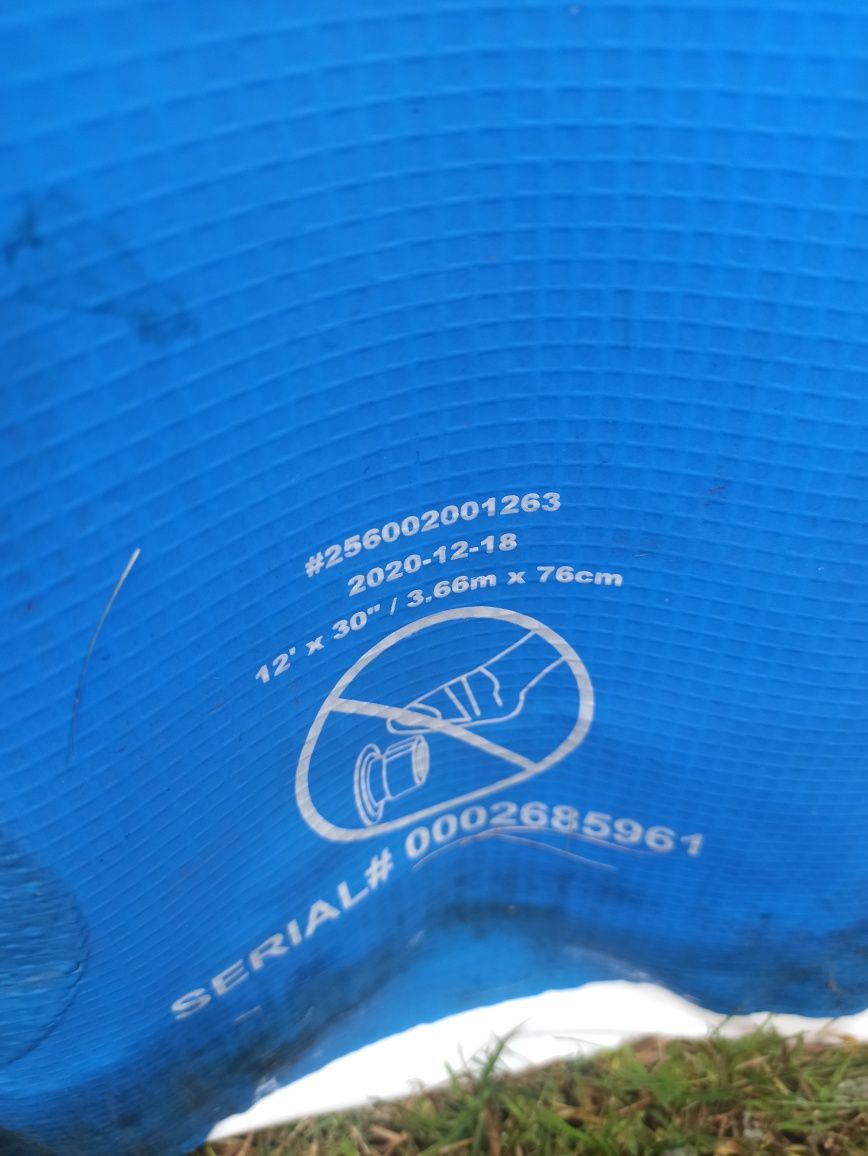 #256002001263
2020-12-18
12' x 30" / 3.66m x 76cm
SERIAL# 0002685961